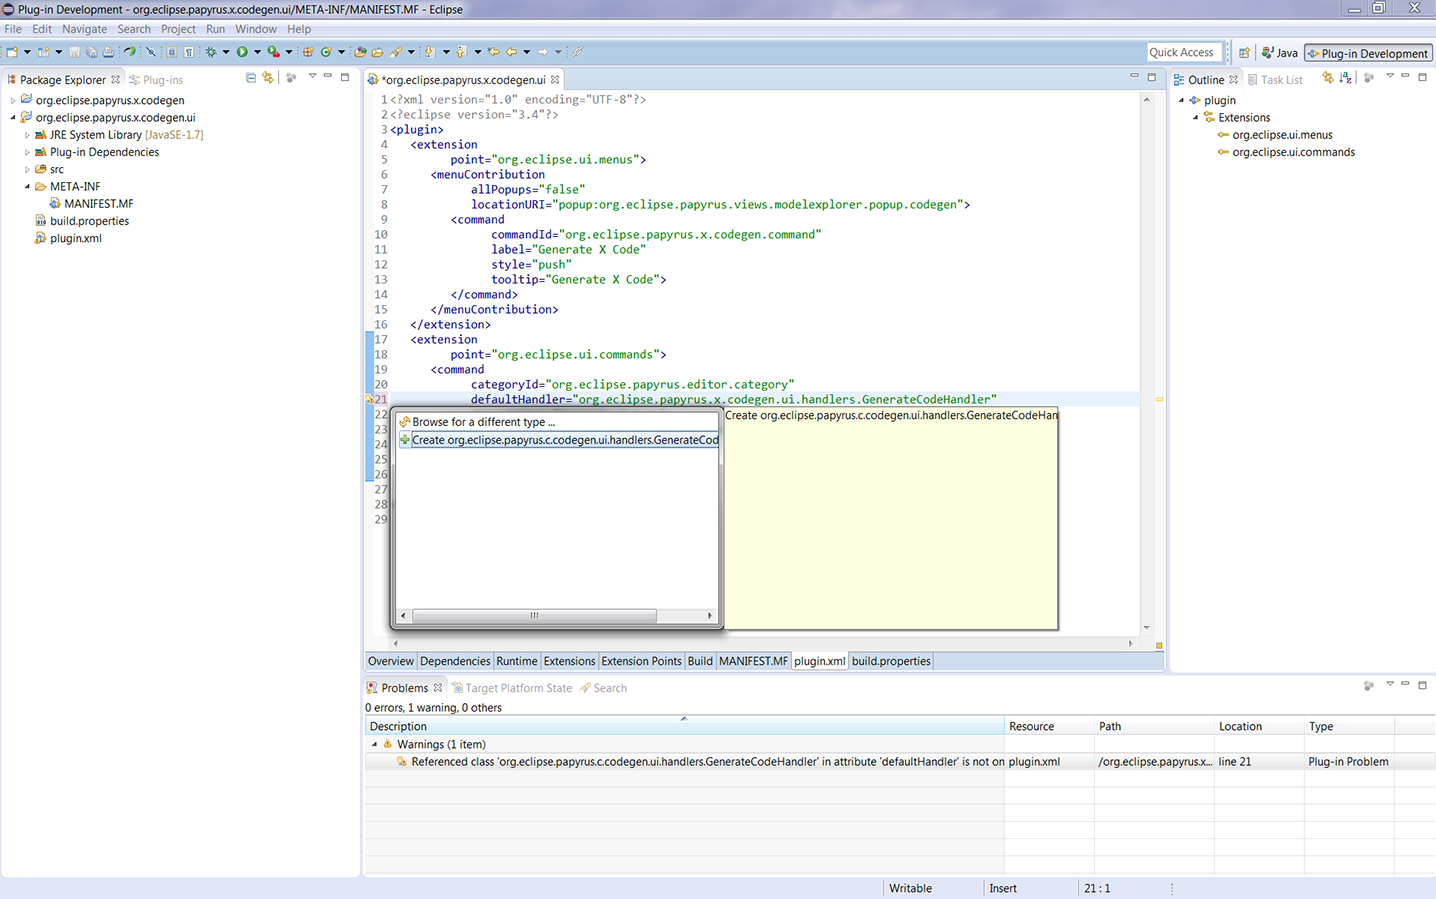 Plug-in Development - org.eclipse.papyrus.x.codegen.ui/META-INF/MANIFEST.MF - Eclipse
File Edit Navigate Search Project Run Window Help
Quick Access
Java
Plug-in Development
Package Explorer
Plug-ins
org.eclipse.papyrus.x.codegen
org.eclipse.papyrus.x.codegen.ui
JRE System Library [JavaSE-1.7]
Plug-in Dependencies
src
META-INF
MANIFEST.MF
build.properties
plugin.xml
*org.eclipse.papyrus.x.codegen.ui
1 <?xml version="1.0" encoding="UTF-8"?>
2 <?eclipse version="3.4"?>
3 <plugin>
4 <extension
5 point="org.eclipse.ui.menus">
6 <menuContribution
7 allPopups="false"
8 locationURI="popup:org.eclipse.papyrus.views.modelexplorer.popup.codegen">
9 <command
10 commandId="org.eclipse.papyrus.x.codegen.command"
11 label="Generate X Code"
12 style="push"
13 tooltip="Generate X Code">
14 </command>
15 </menuContribution>
16 </extension>
17 <extension
18 point="org.eclipse.ui.commands">
19 <command
20 categoryId="org.eclipse.papyrus.editor.category"
21 defaultHandler="org.eclipse.papyrus.x.codegen.ui.handlers.GenerateCodeHandler"
22
23
24
25
26
27
28
29
Browse for a different type ...
Create org.eclipse.papyrus.c.codegen.ui.handlers.GenerateCod
Create org.eclipse.papyrus.c.codegen.ui.handlers.GenerateCodeHan
Overview Dependencies Runtime Extensions Extension Points Build MANIFEST.MF plugin.xml build.properties
Outline
Task List
plugin
Extensions
org.eclipse.ui.menus
org.eclipse.ui.commands
Problems
Target Platform State
Search
0 errors, 1 warning, 0 others
Description Resource Path Location Type
Warnings (1 item)
Referenced class 'org.eclipse.papyrus.c.codegen.ui.handlers.GenerateCodeHandler' in attribute 'defaultHandler' is not on plugin.xml /org.eclipse.papyrus.x... line 21 Plug-in Problem
Writable Insert 21 : 1